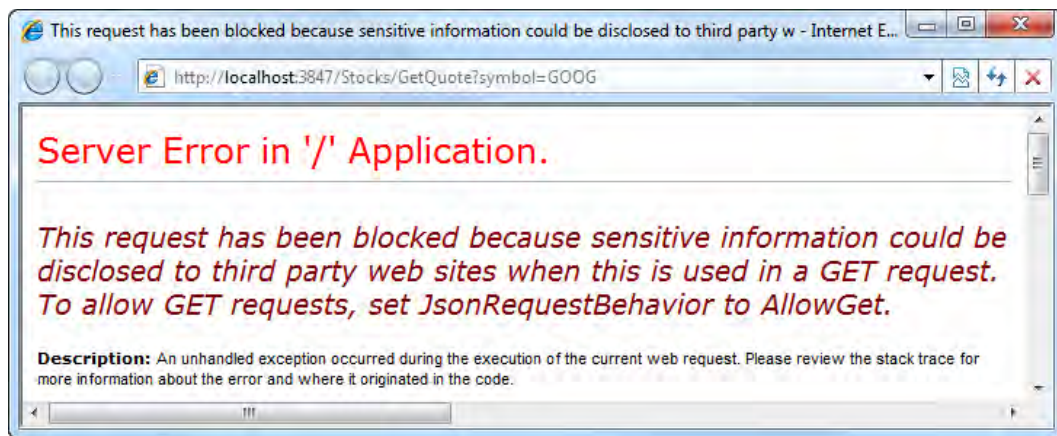 This request has been blocked because sensitive information could be disclosed to third party w - Internet E...
http://localhost:3847/Stocks/GetQuote?symbol=GOOG
Server Error in '/' Application.
This request has been blocked because sensitive information could be
disclosed to third party web sites when this is used in a GET request.
To allow GET requests, set JsonRequestBehavior to AllowGet.
Description: An unhandled exception occurred during the execution of the current web request. Please review the stack trace for
more information about the error and where it originated in the code.